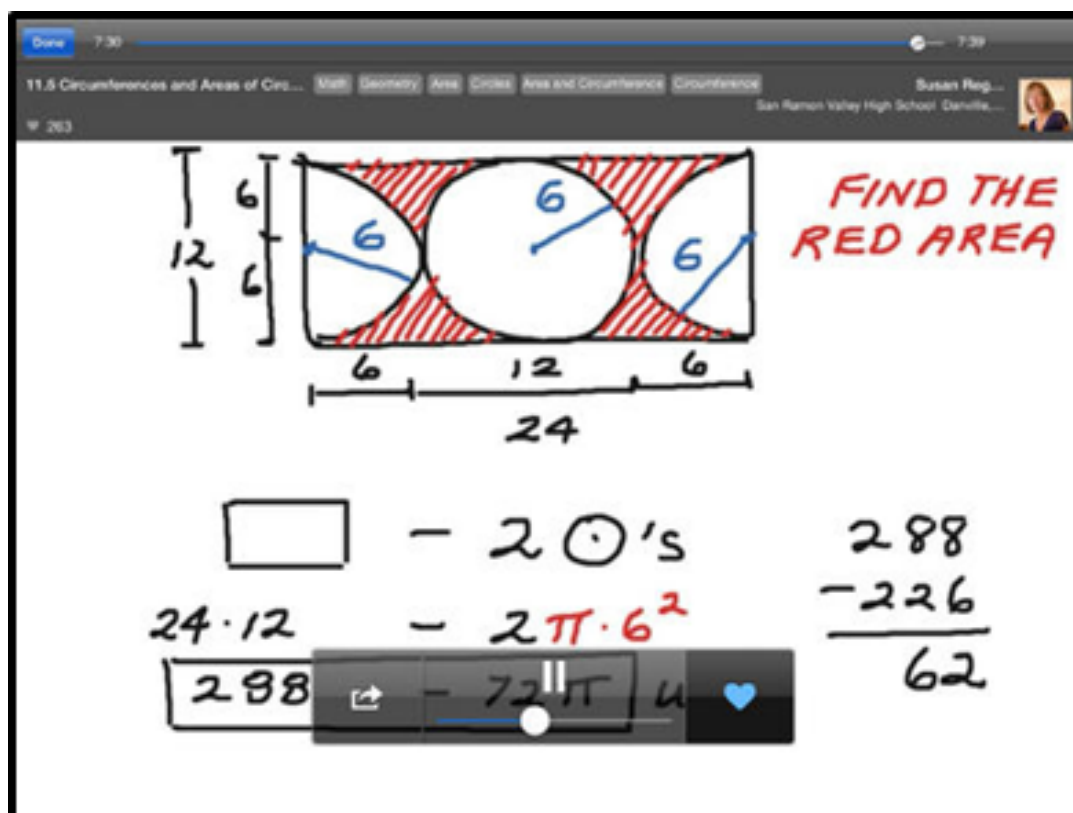 Done 7:30 7:39
11.5 Circumferences and Areas of Circ... Math Geometry Area Circles Area and Circumference Circumference Susan Reg...
San Ramon Valley High School Danville,...
263
FIND THE
RED AREA
6
6
12
6
6
6
6
12
6
24
- 2 'S
24·12 - 2π·6²
288 - 72π u
288
-226
62